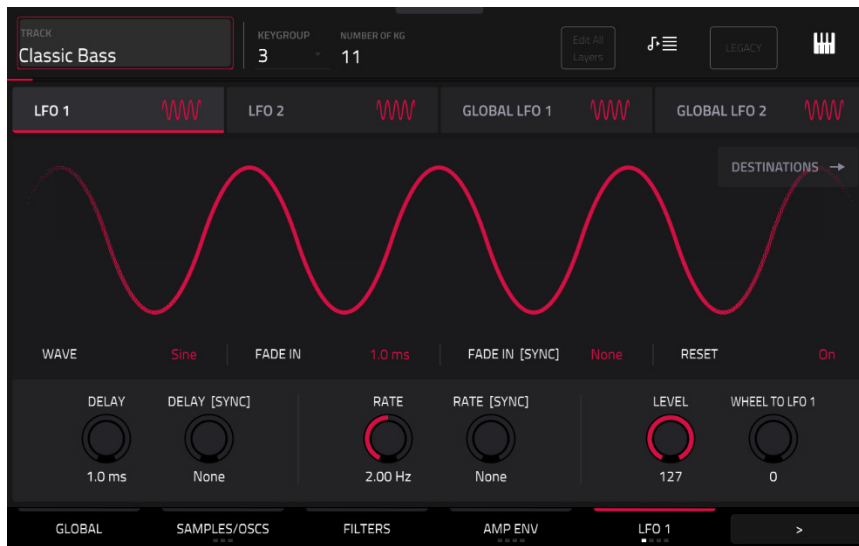 TRACK
Classic Bass
KEYGROUP
3
NUMBER OF KG
11
Edit All
Layers
LEGACY
LFO 1
LFO 2
GLOBAL LFO 1
GLOBAL LFO 2
DESTINATIONS →
WAVE Sine FADE IN 1.0 ms FADE IN [SYNC] None RESET On
DELAY DELAY [SYNC] RATE RATE [SYNC] LEVEL WHEEL TO LFO 1
1.0 ms None 2.00 Hz None 127 0
GLOBAL SAMPLES/OSCS FILTERS AMP ENV LFO 1 >